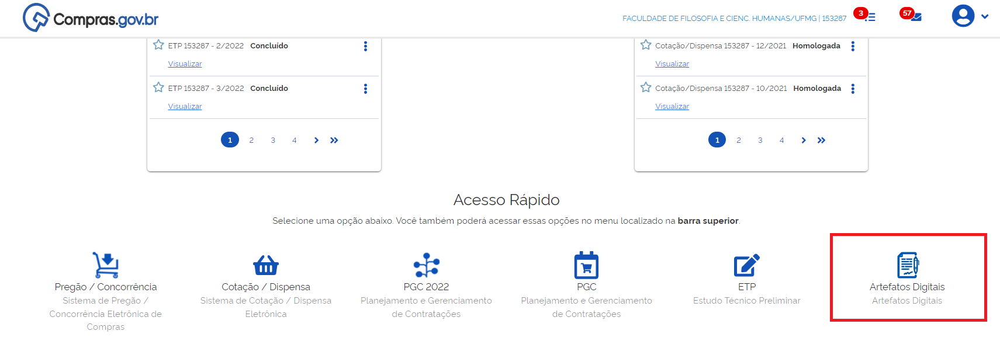 Compras.gov.br
FACULDADE DE FILOSOFIA E CIENC. HUMANAS/UFMG | 153287
3
57
ETP 153287 - 2/2022 Concluído
Visualizar
ETP 153287 - 3/2022 Concluído
Visualizar
1 2 3 4
Cotação/Dispensa 153287 - 12/2021 Homologada
Visualizar
Cotação/Dispensa 153287 - 10/2021 Homologada
Visualizar
1 2 3 4
Acesso Rápido
Selecione uma opção abaixo. Você também poderá acessar essas opções no menu localizado na barra superior.
Pregão / Concorrência
Sistema de Pregão /
Concorrência Eletrônica de
Compras
Cotação / Dispensa
Sistema de Cotação / Dispensa
Eletrônica
PGC 2022
Planejamento e Gerenciamento
de Contratações
PGC
Planejamento e Gerenciamento
de Contratações
ETP
Estudo Técnico Preliminar
Artefatos Digitais
Artefatos Digitais